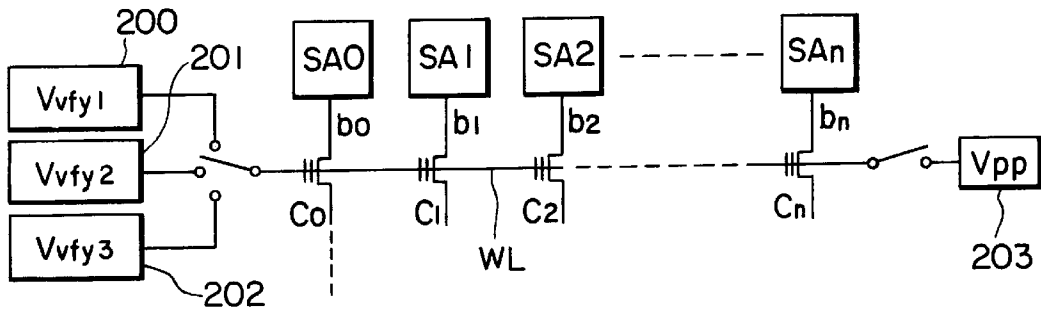 200
201
Vvfy1
Vvfy2
Vvfy3
202
SA0
SA1
SA2
SAn
b0
b1
b2
bn
C0
C1
C2
Cn
WL
Vpp
203